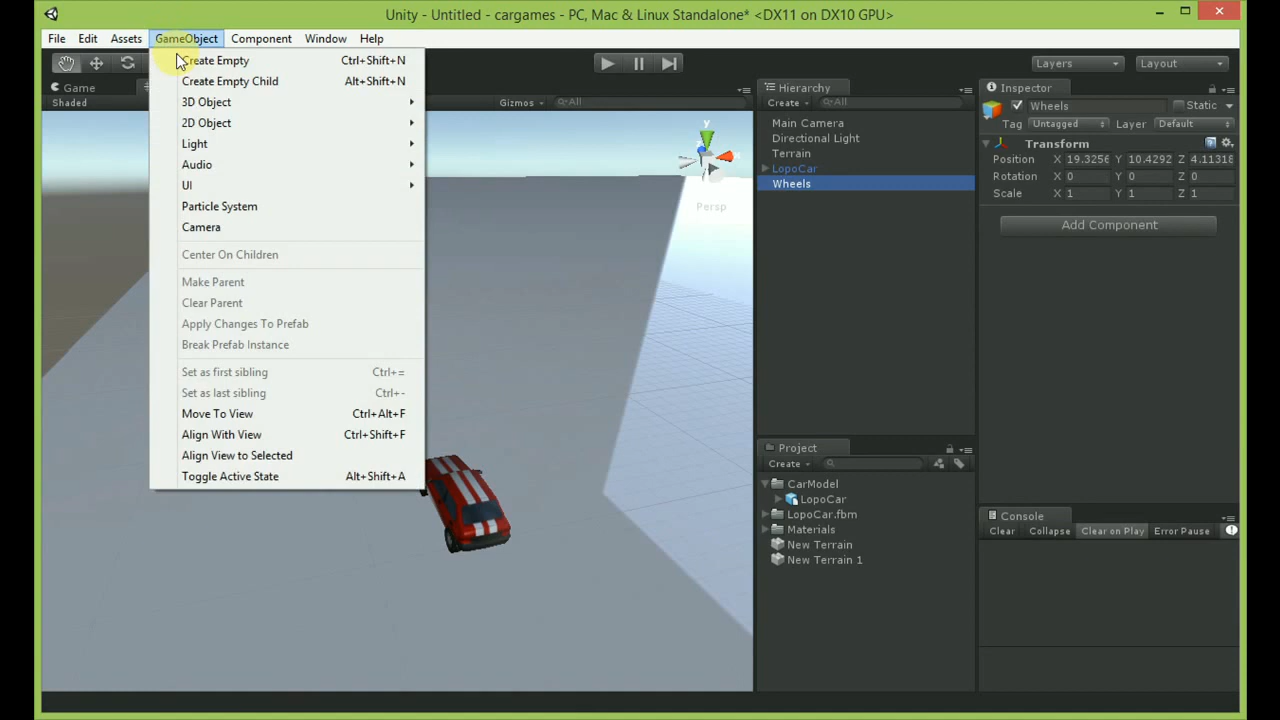 Unity - Untitled - cargames - PC, Mac & Linux Standalone* <DX11 on DX10 GPU>
File Edit Assets GameObject Component Window Help
Layers Layout
Game
Shaded
Gizmos All
Create Empty Ctrl+Shift+N
Create Empty Child Alt+Shift+N
3D Object
2D Object
Light
Audio
UI
Particle System
Camera
Center On Children
Make Parent
Clear Parent
Apply Changes To Prefab
Break Prefab Instance
Set as first sibling Ctrl+=
Set as last sibling Ctrl+-
Move To View Ctrl+Alt+F
Align With View Ctrl+Shift+F
Align View to Selected
Toggle Active State Alt+Shift+A
y
x
Persp
Hierarchy
Create All
Main Camera
Directional Light
Terrain
LopoCar
Wheels
Project
Create
CarModel
LopoCar
LopoCar.fbm
Materials
New Terrain
New Terrain 1
Inspector
Wheels Static
Tag Untagged Layer Default
Transform
Position X 19.3256 Y 10.4292 Z 4.11318
Rotation X 0 Y 0 Z 0
Scale X 1 Y 1 Z 1
Add Component
Console
Clear Collapse Clear on Play Error Pause